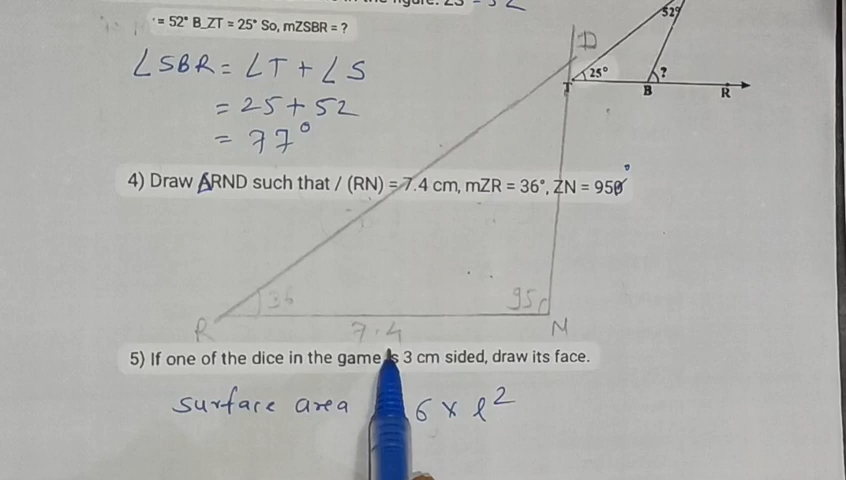 = 52° B_ZT = 25° So, mZSBR = ?
52°
D
∠SBR = ∠T + ∠S
25°
?
T
B
R
= 25 + 52
= 77°
4) Draw ΔRND such that / (RN) = 7.4 cm, mZR = 36°, ZN = 950°
36
95
R
7.4
N
5) If one of the dice in the game is 3 cm sided, draw its face.
surface area 6 x l²